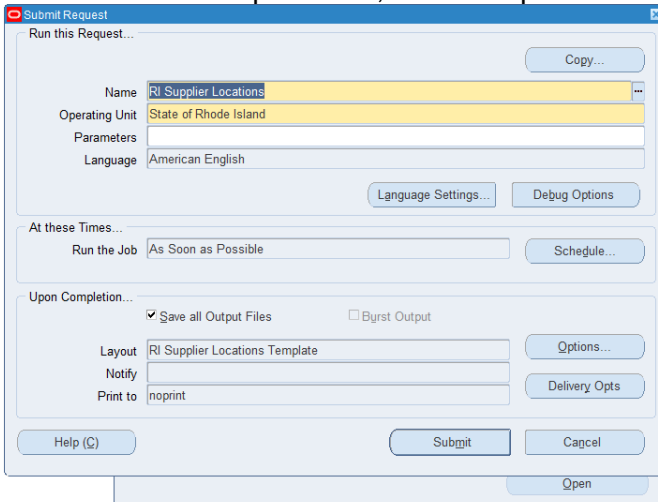 Submit Request
Run this Request...
Copy...
Name RI Supplier Locations
Operating Unit State of Rhode Island
Parameters
Language American English
Language Settings... Debug Options
At these Times...
Run the Job As Soon as Possible Schedule...
Upon Completion...
Save all Output Files Burst Output
Layout RI Supplier Locations Template Options...
Notify
Delivery Opts
Print to noprint
Help (C) Submit Cancel
Open